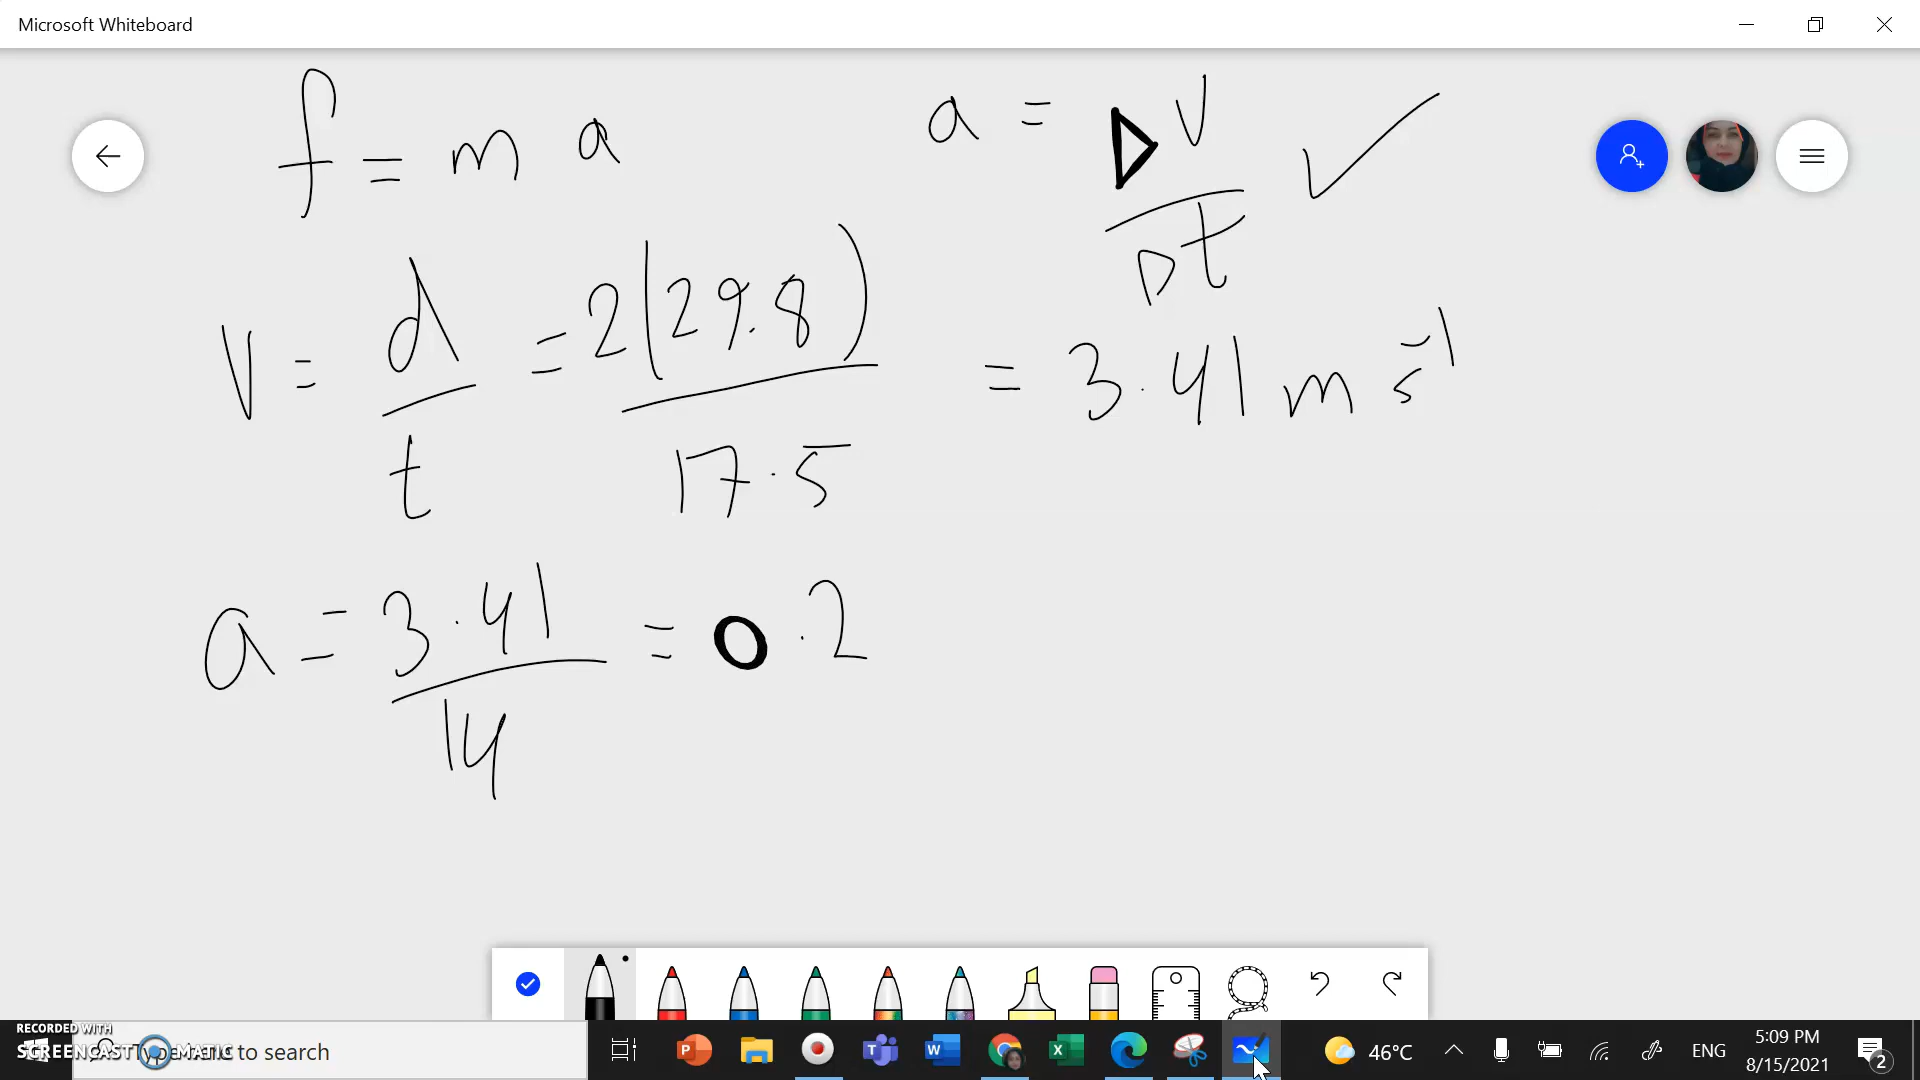 Microsoft Whiteboard
f = m a
a = ΔV / Δt ✓
V = d / t = 2(29.8) / 17.5 = 3.41 m s⁻¹
a = 3.41 / 14 = 0.2
RECORDED WITH
SCREENCAST MATIC
to search
46°C
ENG
5:09 PM
8/15/2021
2